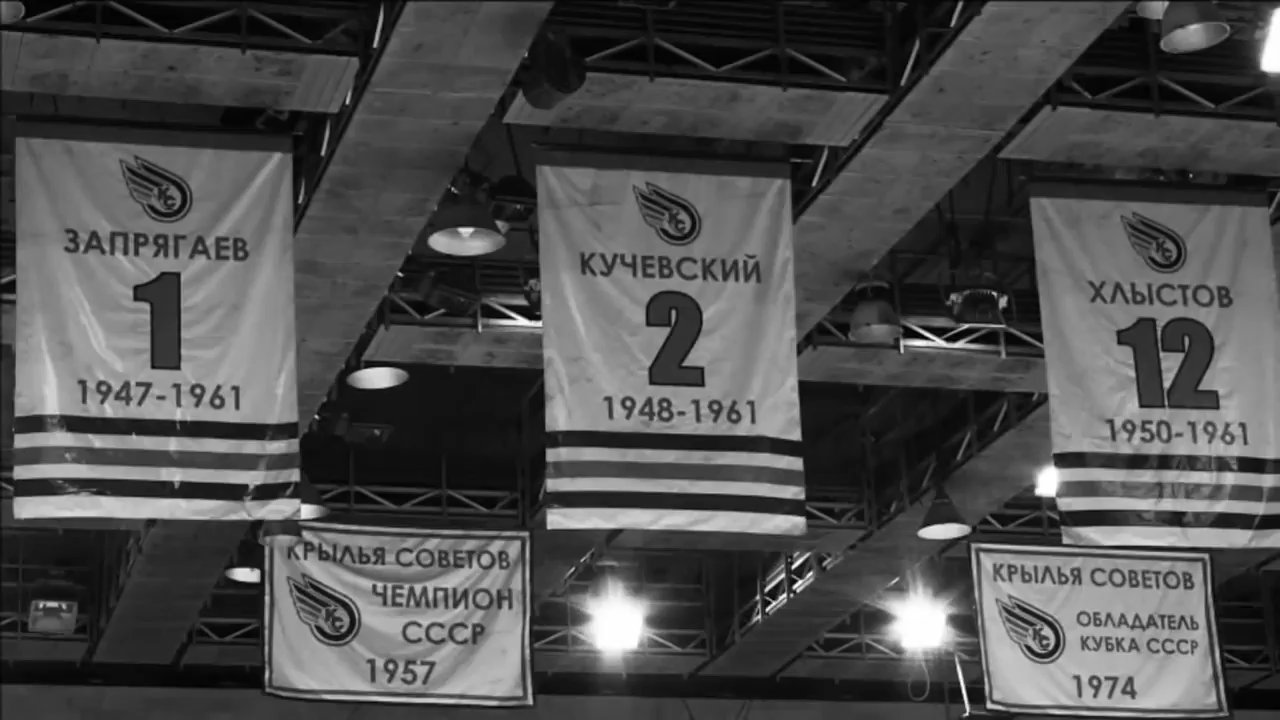 ЗАПРЯГАЕВ
1
1947-1961
КУЧЕВСКИЙ
2
1948-1961
ХЛЫСТОВ
12
1950-1961
КРЫЛЬЯ СОВЕТОВ
ЧЕМПИОН
СССР
1957
КРЫЛЬЯ СОВЕТОВ
ОБЛАДАТЕЛЬ
КУБКА СССР
1974